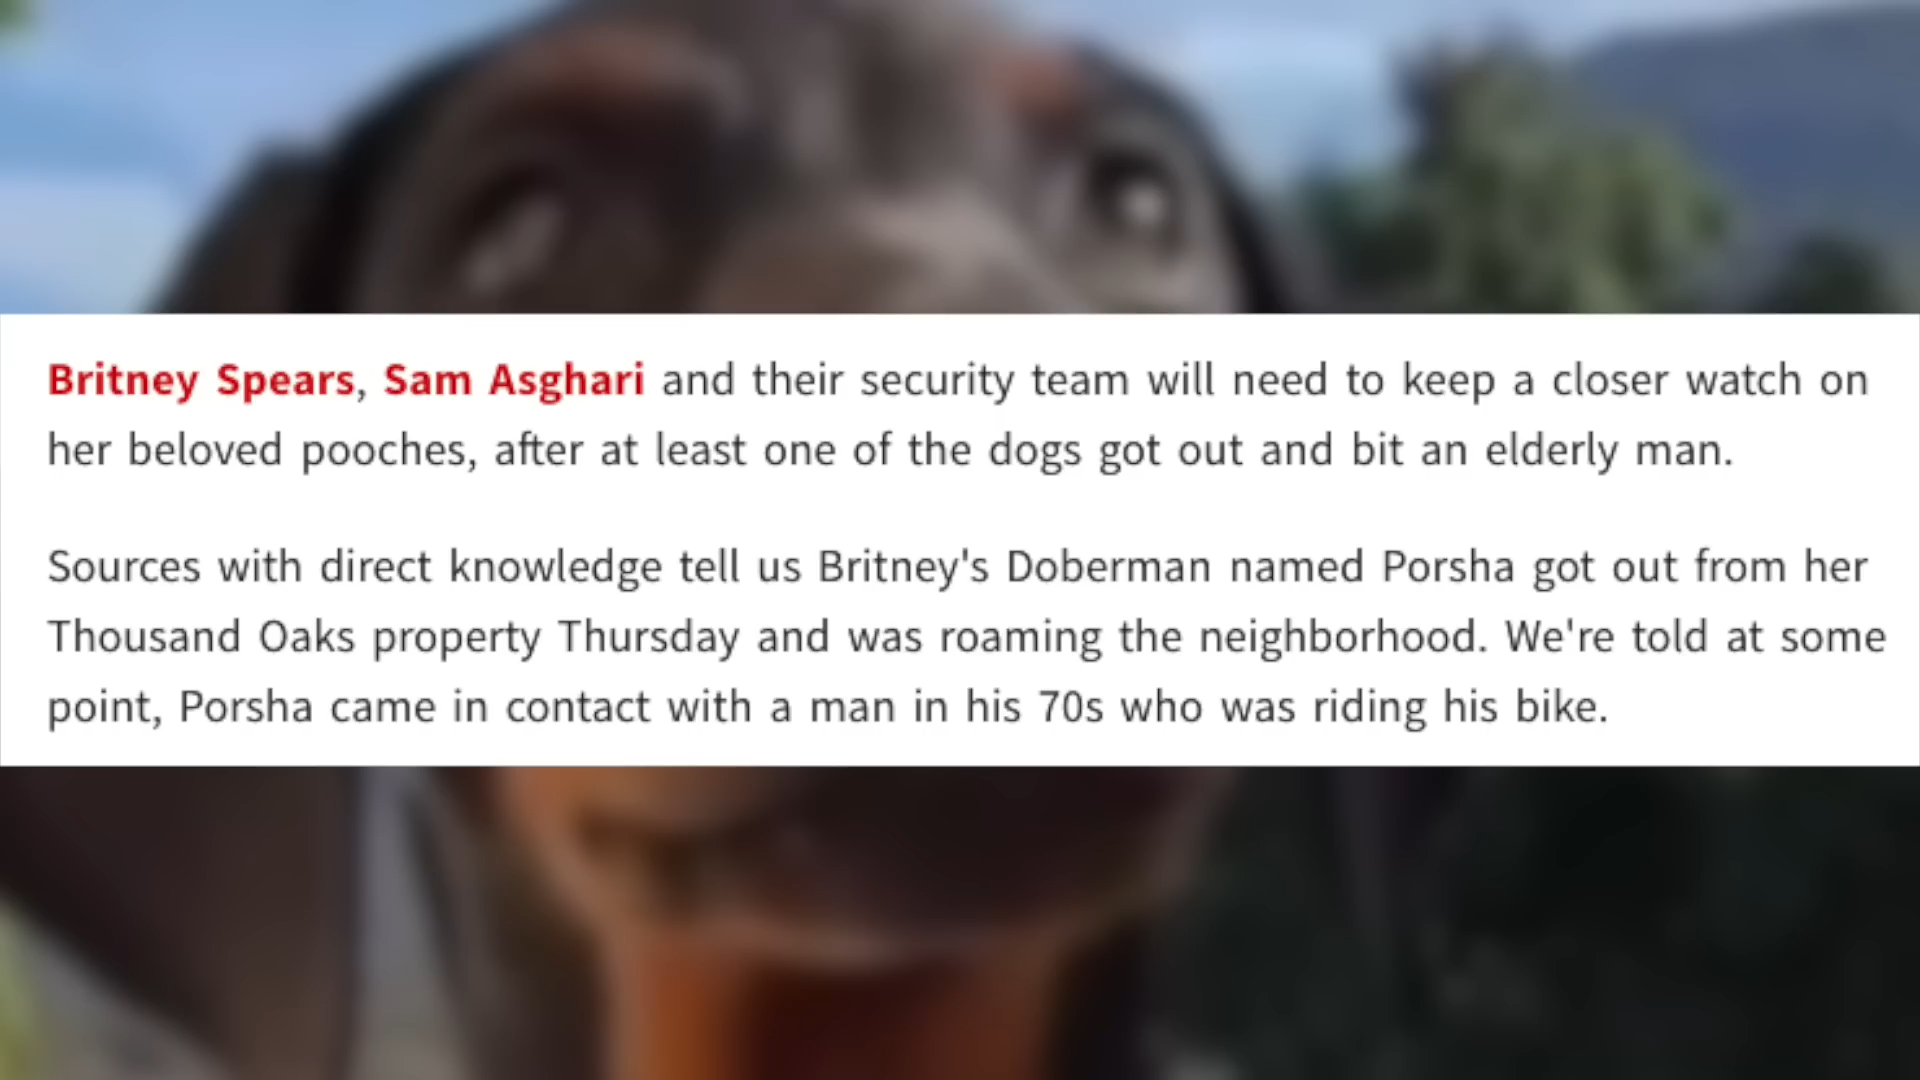 Britney Spears, Sam Asghari and their security team will need to keep a closer watch on
her beloved pooches, after at least one of the dogs got out and bit an elderly man.
Sources with direct knowledge tell us Britney's Doberman named Porsha got out from her
Thousand Oaks property Thursday and was roaming the neighborhood. We're told at some
point, Porsha came in contact with a man in his 70s who was riding his bike.